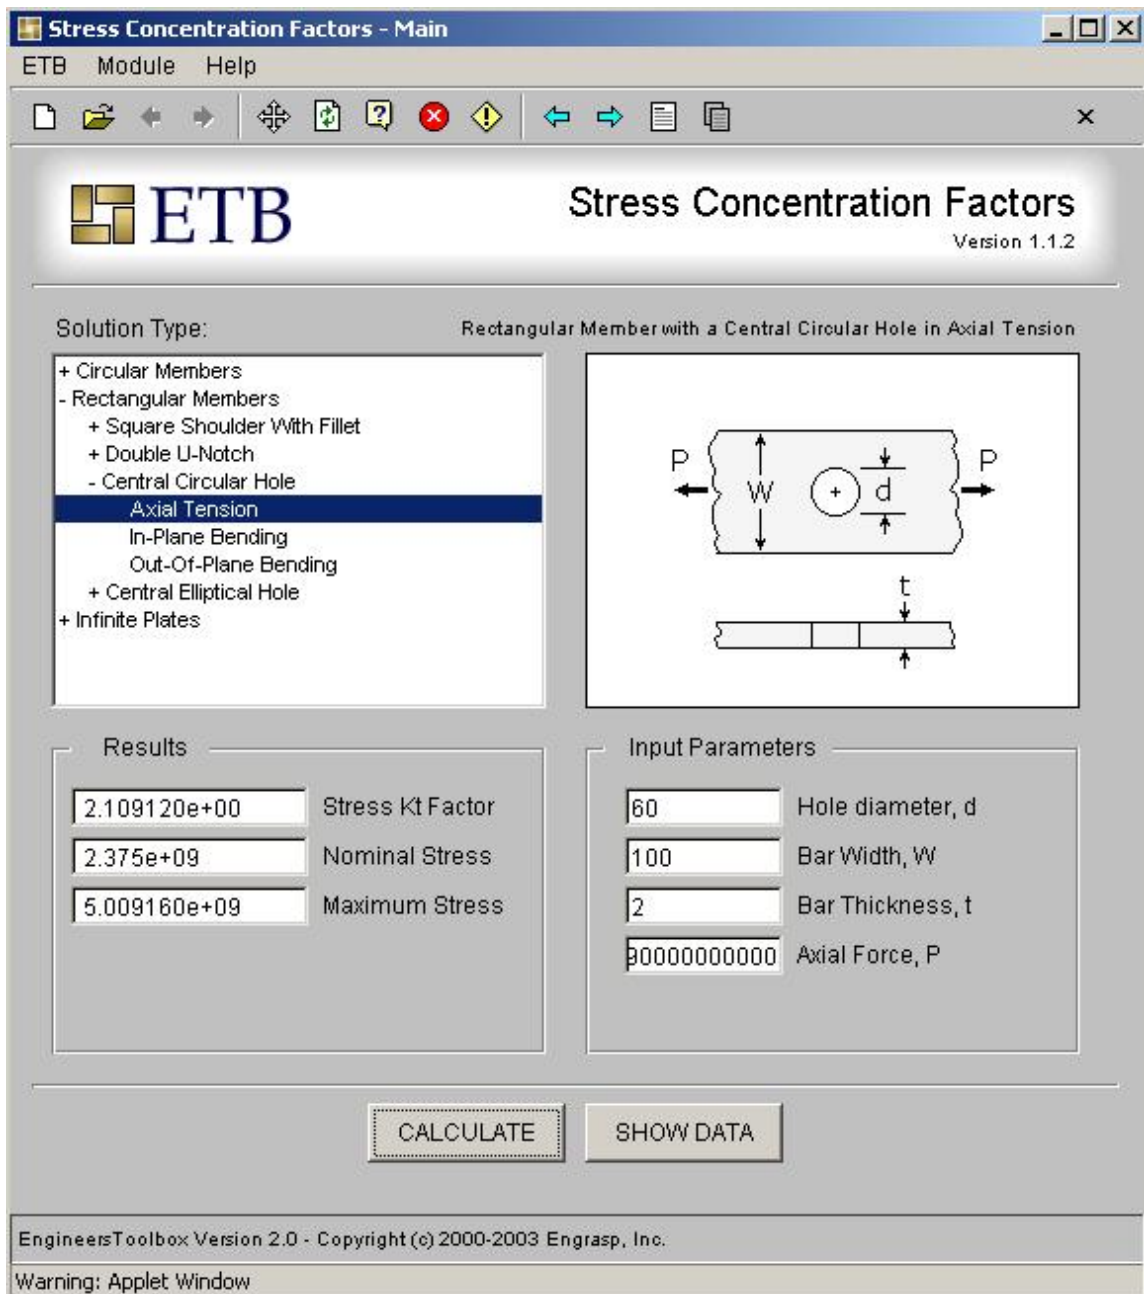 Stress Concentration Factors - Main
ETB Module Help
ETB
Stress Concentration Factors
Version 1.1.2
Solution Type:
Rectangular Member with a Central Circular Hole in Axial Tension
+ Circular Members
- Rectangular Members
+ Square Shoulder With Fillet
+ Double U-Notch
- Central Circular Hole
Axial Tension
In-Plane Bending
Out-Of-Plane Bending
+ Central Elliptical Hole
+ Infinite Plates
P
W
d
P
t
Results
2.109120e+00 Stress Kt Factor
2.375e+09 Nominal Stress
5.009160e+09 Maximum Stress
Input Parameters
60 Hole diameter, d
100 Bar Width, W
2 Bar Thickness, t
90000000000 Axial Force, P
CALCULATE
SHOW DATA
EngineersToolbox Version 2.0 - Copyright (c) 2000-2003 Engrasp, Inc.
Warning: Applet Window